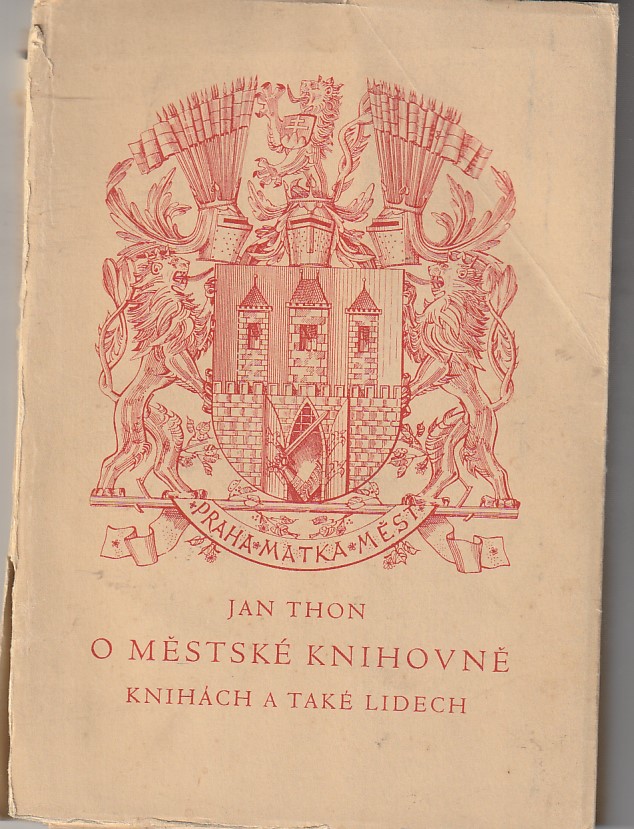 PRAHA*MATKA*MĚST
JAN THON
O MĚSTSKÉ KNIHOVNĚ
KNIHÁCH A TAKÉ LIDECH